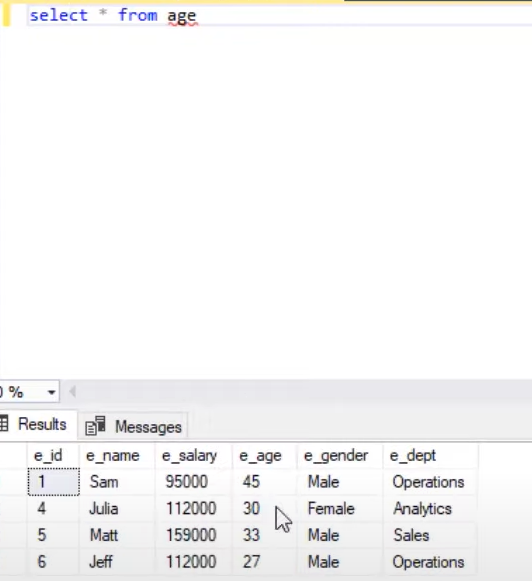 select * from age
%
Results Messages
e_id e_name e_salary e_age e_gender e_dept
1 Sam 95000 45 Male Operations
4 Julia 112000 30 Female Analytics
5 Matt 159000 33 Male Sales
6 Jeff 112000 27 Male Operations